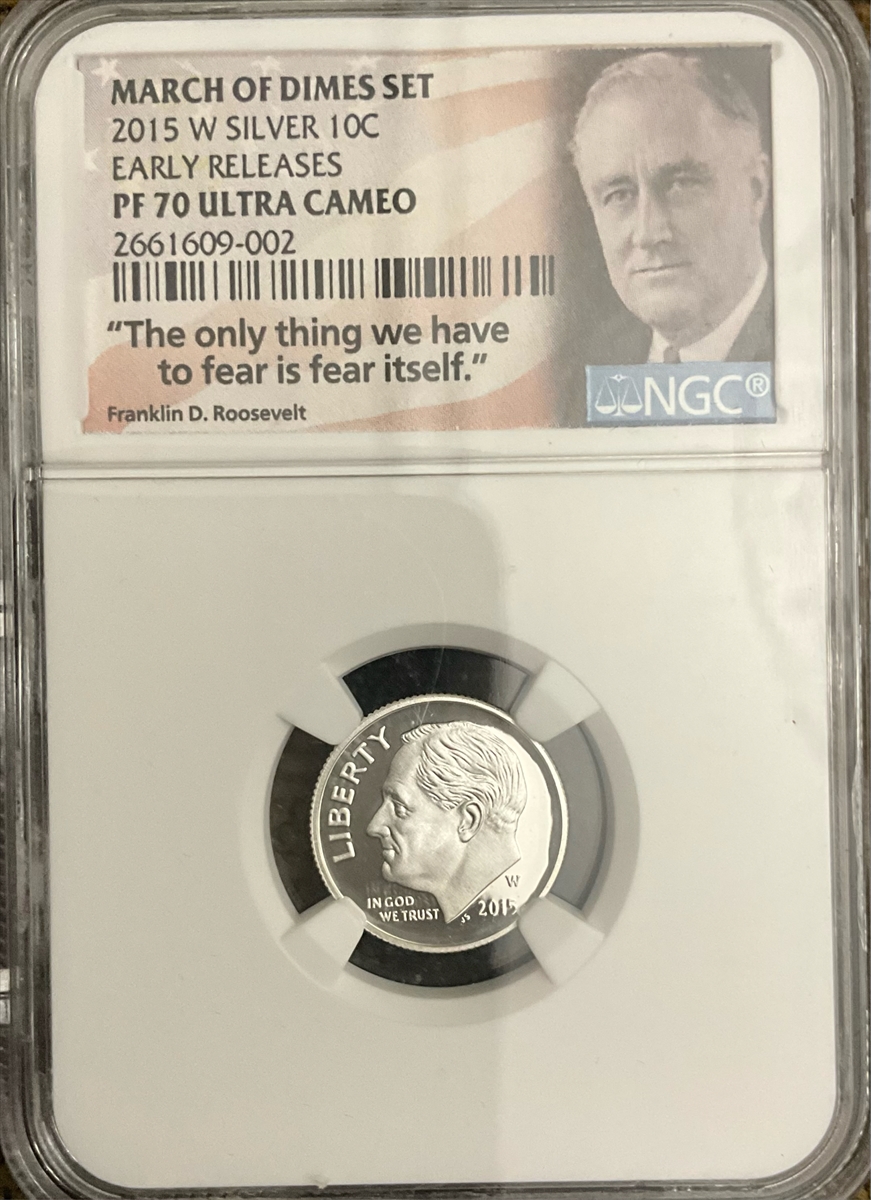 MARCH OF DIMES SET
2015 W SILVER 10C
EARLY RELEASES
PF 70 ULTRA CAMEO
2661609-002
“The only thing we have
to fear is fear itself.”
Franklin D. Roosevelt
NGC®
LIBERTY
W
IN GOD
WE TRUST
JS 2015